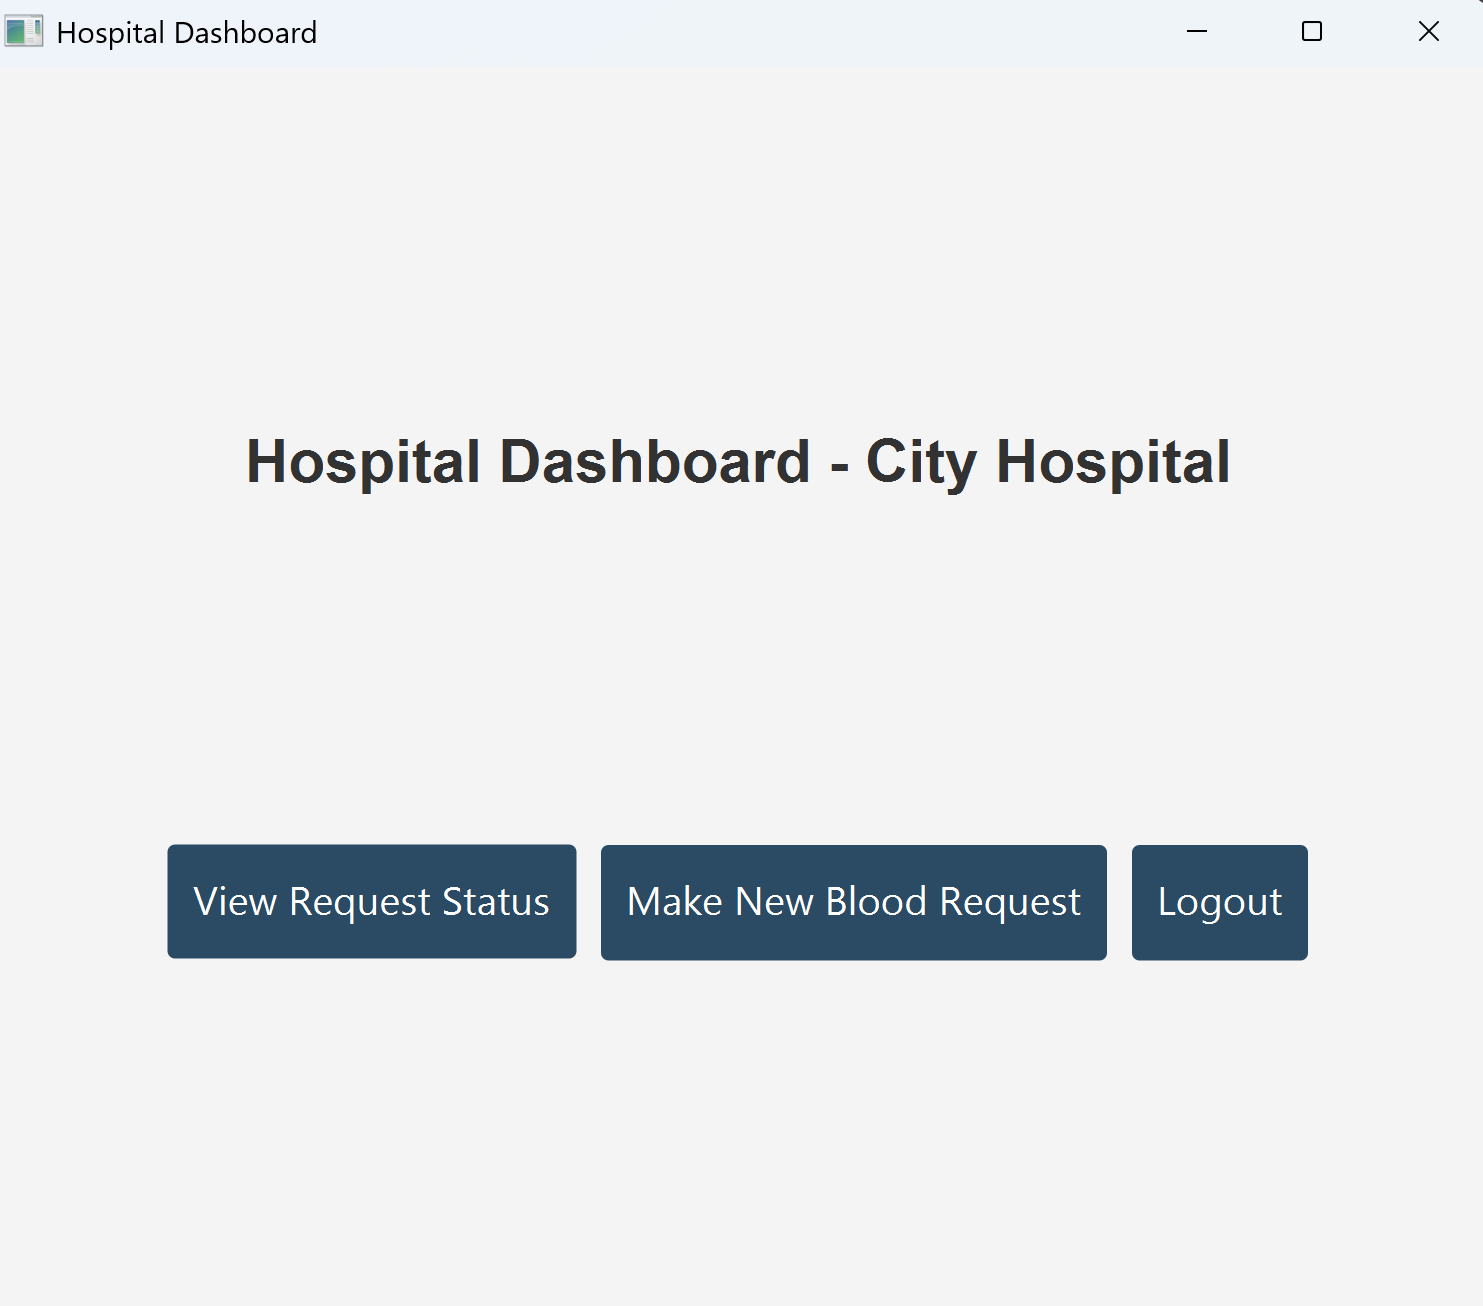 Hospital Dashboard
Hospital Dashboard - City Hospital
View Request Status
Make New Blood Request
Logout